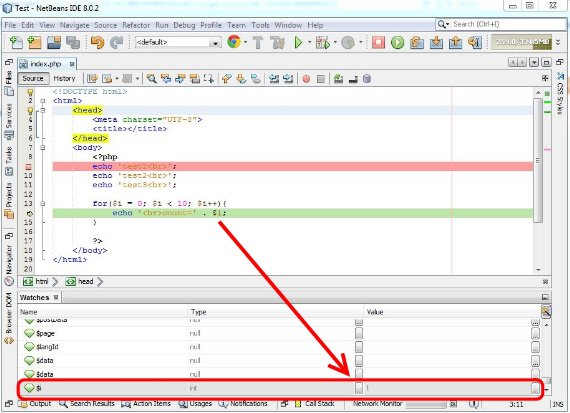 Test - NetBeans IDE 8.0.2
File Edit View Navigate Source Refactor Run Debug Profile Team Tools Window Help
Search (Ctrl+I)
<default>
index.php
Source History
1 <!DOCTYPE html>
2 <html>
<head>
<meta charset="UTF-8">
5 <title></title>
6 </head>
7 <body>
8 <?php
echo 'test1<br>';
10 echo 'test2<br>';
11 echo 'test3<br>';
12
13 for($i = 0; $i < 10; $i++){
echo '<br>count=' . $i;
15 }
16
17 ?>
18 </body>
19 </html>
20
Files
Services
Tasks
Projects
Navigator
Browser DOM
CSS Styles
html head
Watches
Name Type Value
$postData null
$page null
$langId null
$data null
$data null
$i int 1
Output Search Results Action Items Usages Notifications Call Stack Network Monitor 3:11 INS